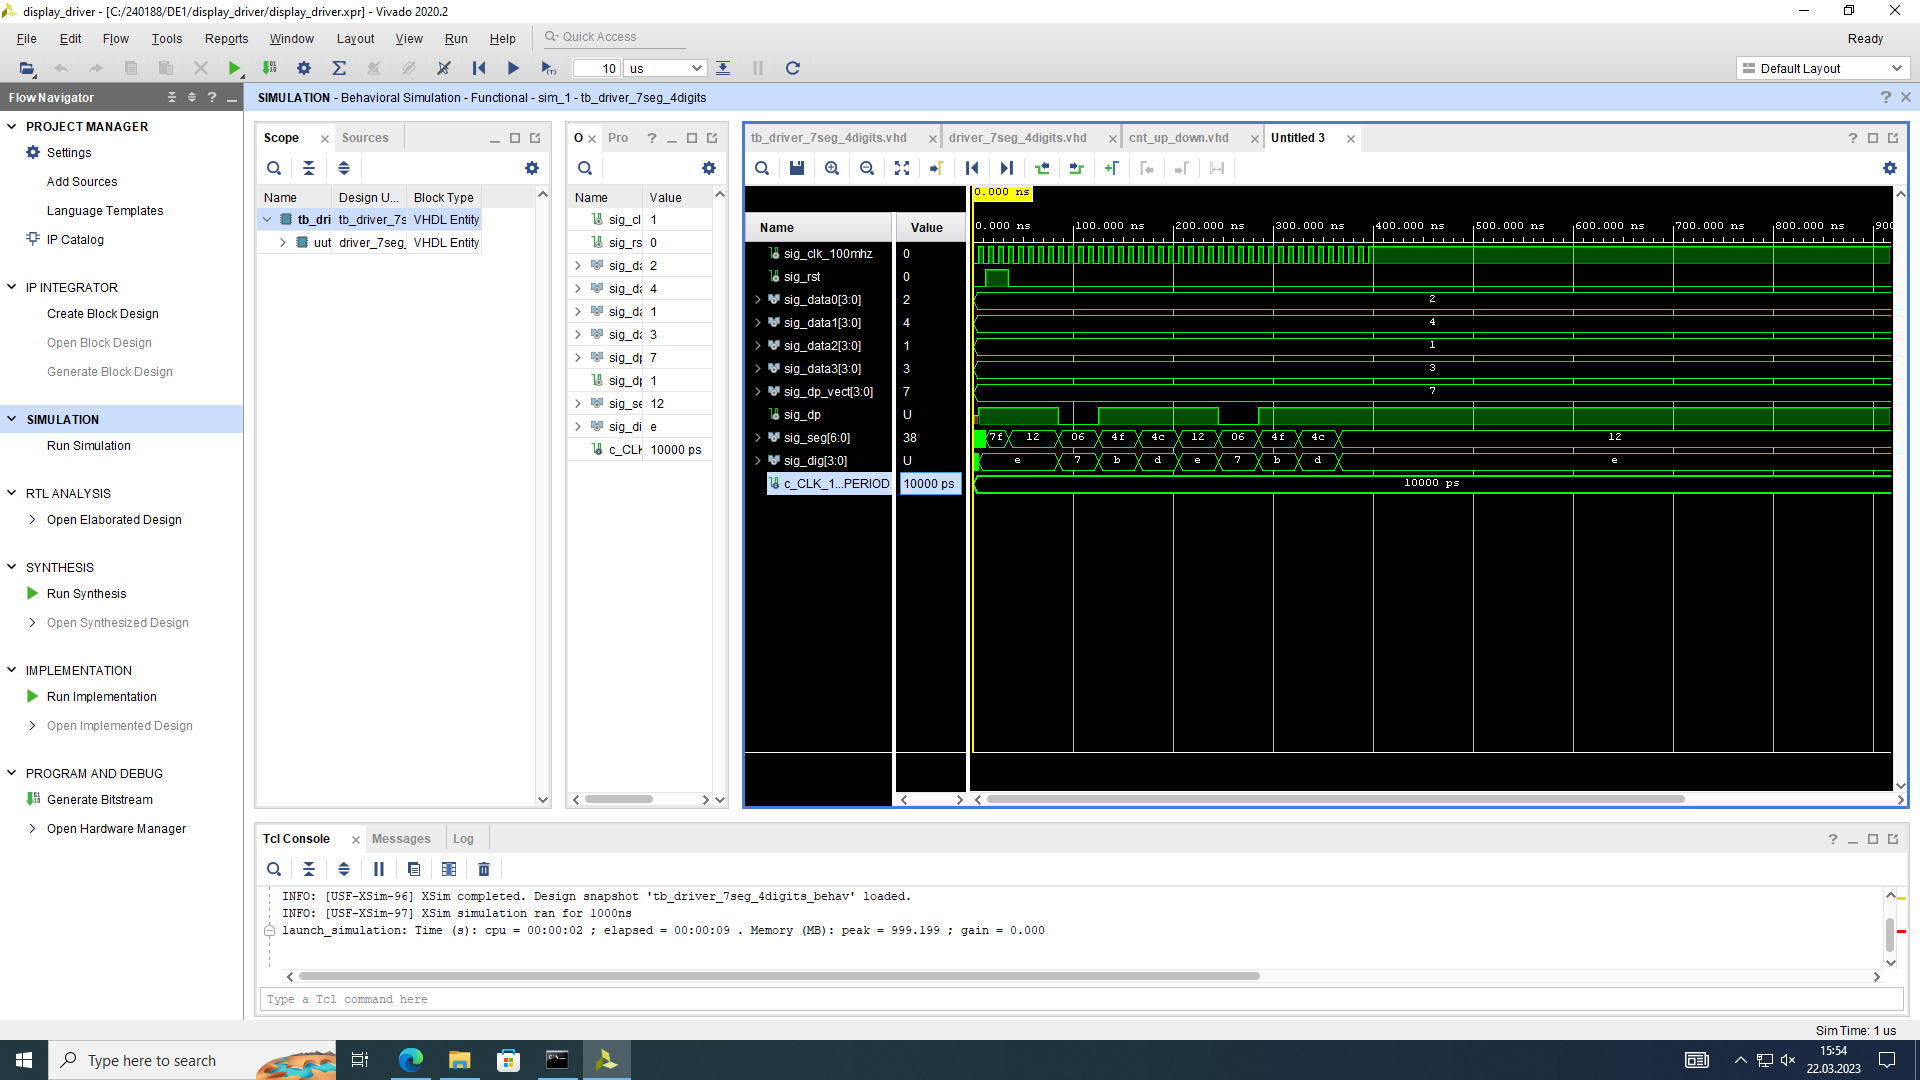 display_driver - [C:/240188/DE1/display_driver/display_driver.xpr] - Vivado 2020.2
File Edit Flow Tools Reports Window Layout View Run Help Quick Access Ready
10 us Default Layout
Flow Navigator
PROJECT MANAGER
Settings
Add Sources
Language Templates
IP Catalog
IP INTEGRATOR
Create Block Design
Open Block Design
Generate Block Design
SIMULATION
Run Simulation
RTL ANALYSIS
Open Elaborated Design
SYNTHESIS
Run Synthesis
Open Synthesized Design
IMPLEMENTATION
Run Implementation
Open Implemented Design
PROGRAM AND DEBUG
Generate Bitstream
Open Hardware Manager
SIMULATION - Behavioral Simulation - Functional - sim_1 - tb_driver_7seg_4digits
Scope Sources
Name Design U... Block Type
tb_dri tb_driver_7s VHDL Entity
uut driver_7seg_ VHDL Entity
O Pro
Name Value
sig_cl 1
sig_rs 0
sig_da 2
sig_da 4
sig_da 1
sig_da 3
sig_dp 7
sig_dp 1
sig_se 12
sig_di e
c_CLK 10000 ps
tb_driver_7seg_4digits.vhd driver_7seg_4digits.vhd cnt_up_down.vhd Untitled 3
0.000 ns
Name Value 0.000 ns 100.000 ns 200.000 ns 300.000 ns 400.000 ns 500.000 ns 600.000 ns 700.000 ns 800.000 ns 900
sig_clk_100mhz 0
sig_rst 0
sig_data0[3:0] 2 2
sig_data1[3:0] 4 4
sig_data2[3:0] 1 1
sig_data3[3:0] 3 3
sig_dp_vect[3:0] 7 7
sig_dp U
sig_seg[6:0] 38 7f 12 06 4f 4c 12 06 4f 4c 12
sig_dig[3:0] U e 7 b d e 7 b d e
c_CLK_1...PERIOD 10000 ps 10000 ps
Tcl Console Messages Log
INFO: [USF-XSim-96] XSim completed. Design snapshot 'tb_driver_7seg_4digits_behav' loaded.
INFO: [USF-XSim-97] XSim simulation ran for 1000ns
launch_simulation: Time (s): cpu = 00:00:02 ; elapsed = 00:00:09 . Memory (MB): peak = 999.199 ; gain = 0.000
Type a Tcl command here
Sim Time: 1 us
Type here to search
15:54
22.03.2023